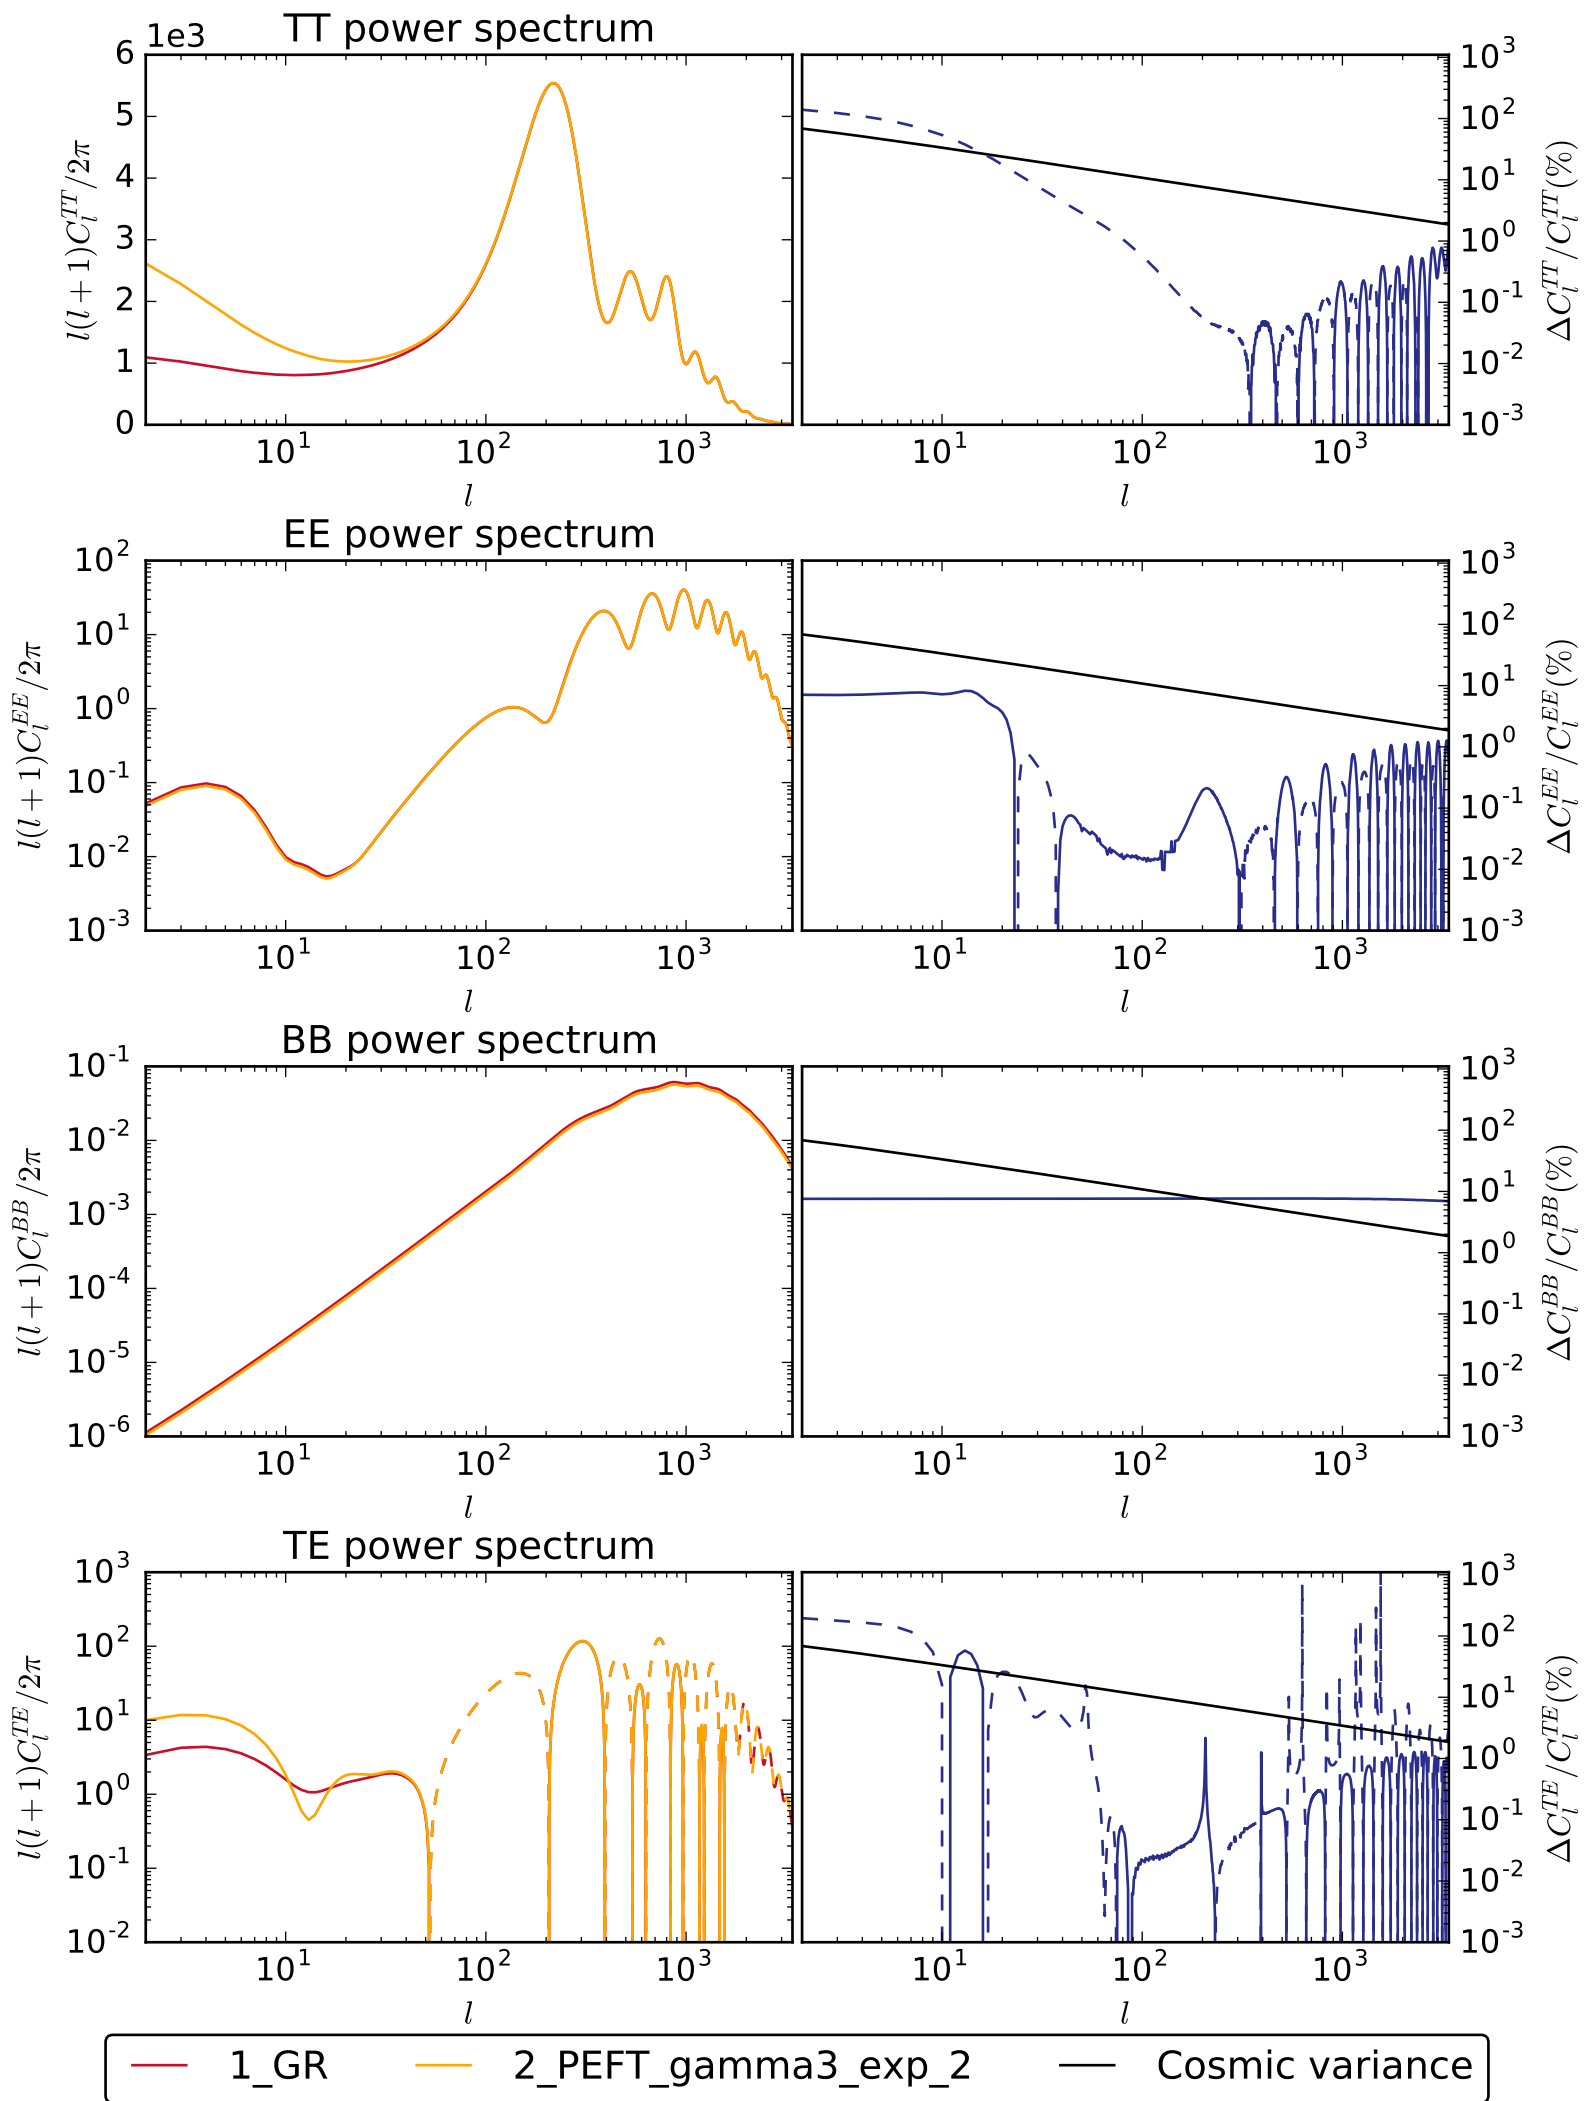 TT power spectrum
1e3
6
5
4
3
2
1
0
l(l + 1)C_l^{TT}/2π
10^1 10^2 10^3
l
10^3
10^2
10^1
10^0
10^-1
10^-2
10^-3
ΔC_l^{TT}/C_l^{TT}(%)
10^1 10^2 10^3
l
EE power spectrum
10^2
10^1
10^0
10^-1
10^-2
10^-3
l(l + 1)C_l^{EE}/2π
10^1 10^2 10^3
l
10^3
10^2
10^1
10^0
10^-1
10^-2
10^-3
ΔC_l^{EE}/C_l^{EE}(%)
10^1 10^2 10^3
l
BB power spectrum
10^-1
10^-2
10^-3
10^-4
10^-5
10^-6
l(l + 1)C_l^{BB}/2π
10^1 10^2 10^3
l
10^3
10^2
10^1
10^0
10^-1
10^-2
10^-3
ΔC_l^{BB}/C_l^{BB}(%)
10^1 10^2 10^3
l
TE power spectrum
10^3
10^2
10^1
10^0
10^-1
10^-2
l(l + 1)C_l^{TE}/2π
10^1 10^2 10^3
l
10^3
10^2
10^1
10^0
10^-1
10^-2
10^-3
ΔC_l^{TE}/C_l^{TE}(%)
10^1 10^2 10^3
l
1_GR 2_PEFT_gamma3_exp_2 Cosmic variance